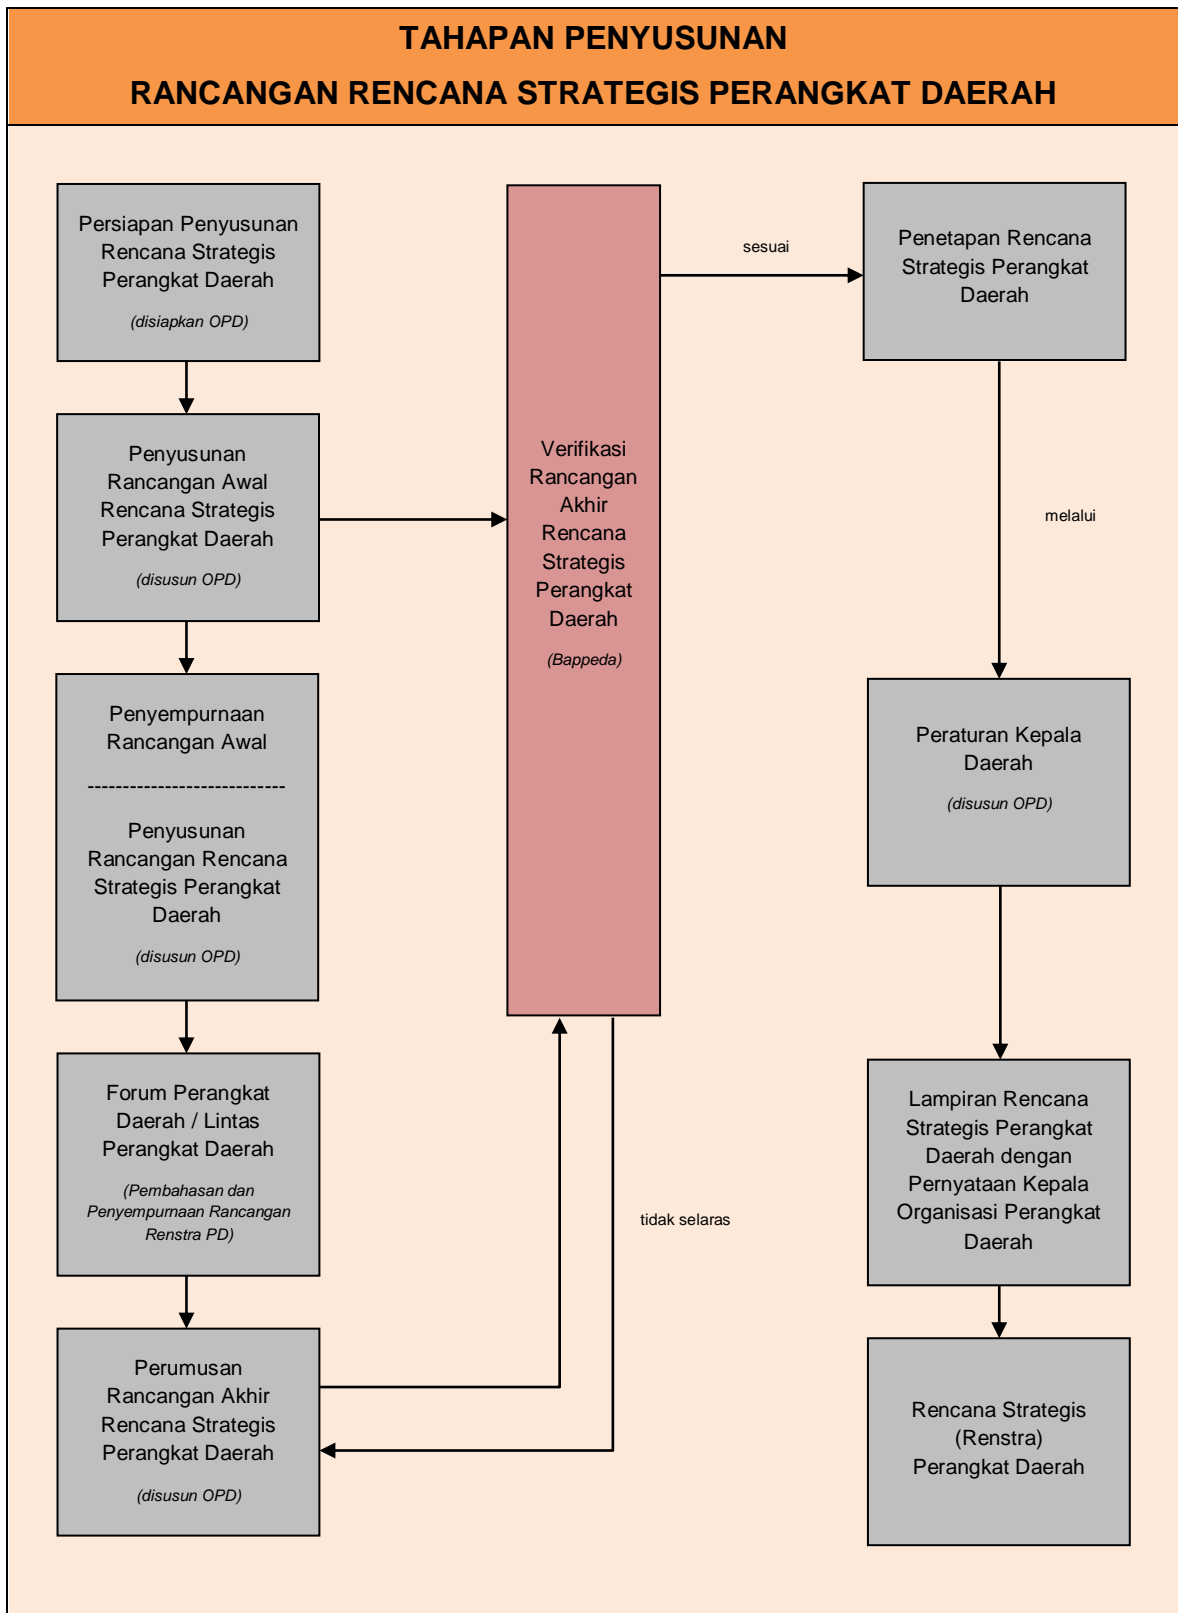 TAHAPAN PENYUSUNAN
RANCANGAN RENCANA STRATEGIS PERANGKAT DAERAH
Persiapan Penyusunan
Rencana Strategis
Perangkat Daerah
(disiapkan OPD)
Penyusunan
Rancangan Awal
Rencana Strategis
Perangkat Daerah
(disusun OPD)
Penyempurnaan
Rancangan Awal
----------------------------
Penyusunan
Rancangan Rencana
Strategis Perangkat
Daerah
(disusun OPD)
Forum Perangkat
Daerah / Lintas
Perangkat Daerah
(Pembahasan dan
Penyempurnaan Rancangan
Renstra PD)
Perumusan
Rancangan Akhir
Rencana Strategis
Perangkat Daerah
(disusun OPD)
Verifikasi
Rancangan
Akhir
Rencana
Strategis
Perangkat
Daerah
(Bappeda)
tidak selaras
sesuai
Penetapan Rencana
Strategis Perangkat
Daerah
melalui
Peraturan Kepala
Daerah
(disusun OPD)
Lampiran Rencana
Strategis Perangkat
Daerah dengan
Pernyataan Kepala
Organisasi Perangkat
Daerah
Rencana Strategis
(Renstra)
Perangkat Daerah